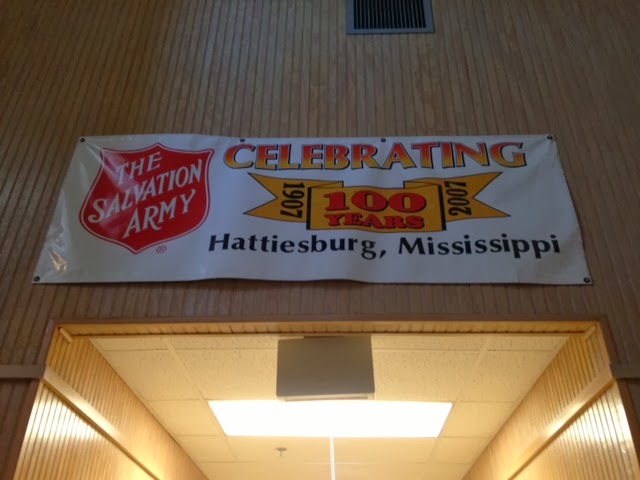 THE
SALVATION
ARMY
®
CELEBRATING
1907
100
YEARS
2007
Hattiesburg, Mississippi